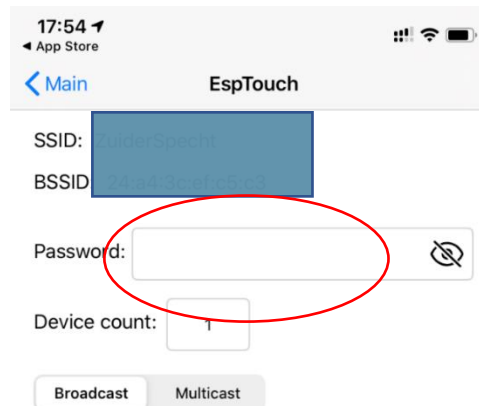 17:54
◀ App Store
Main
EspTouch
SSID:
BSSID
Password:
Device count:
1
Broadcast
Multicast